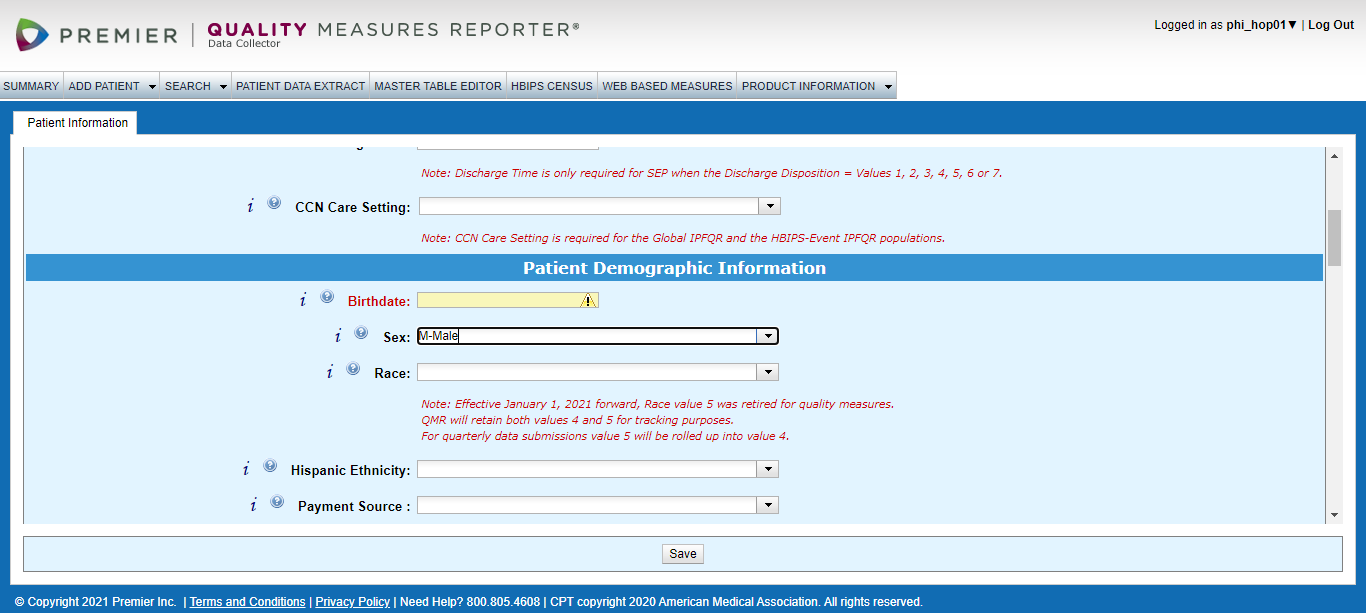 PREMIER
QUALITY MEASURES REPORTER®
Data Collector
Logged in as phi_hop01▼ | Log Out
SUMMARY ADD PATIENT SEARCH PATIENT DATA EXTRACT MASTER TABLE EDITOR HBIPS CENSUS WEB BASED MEASURES PRODUCT INFORMATION
Patient Information
Note: Discharge Time is only required for SEP when the Discharge Disposition = Values 1, 2, 3, 4, 5, 6 or 7.
i ? CCN Care Setting:
Note: CCN Care Setting is required for the Global IPFQR and the HBIPS-Event IPFQR populations.
Patient Demographic Information
i ? Birthdate: !
i ? Sex: M-Male
i ? Race:
Note: Effective January 1, 2021 forward, Race value 5 was retired for quality measures.
QMR will retain both values 4 and 5 for tracking purposes.
For quarterly data submissions value 5 will be rolled up into value 4.
i ? Hispanic Ethnicity:
i ? Payment Source :
Save
© Copyright 2021 Premier Inc. | Terms and Conditions | Privacy Policy | Need Help? 800.805.4608 | CPT copyright 2020 American Medical Association. All rights reserved.